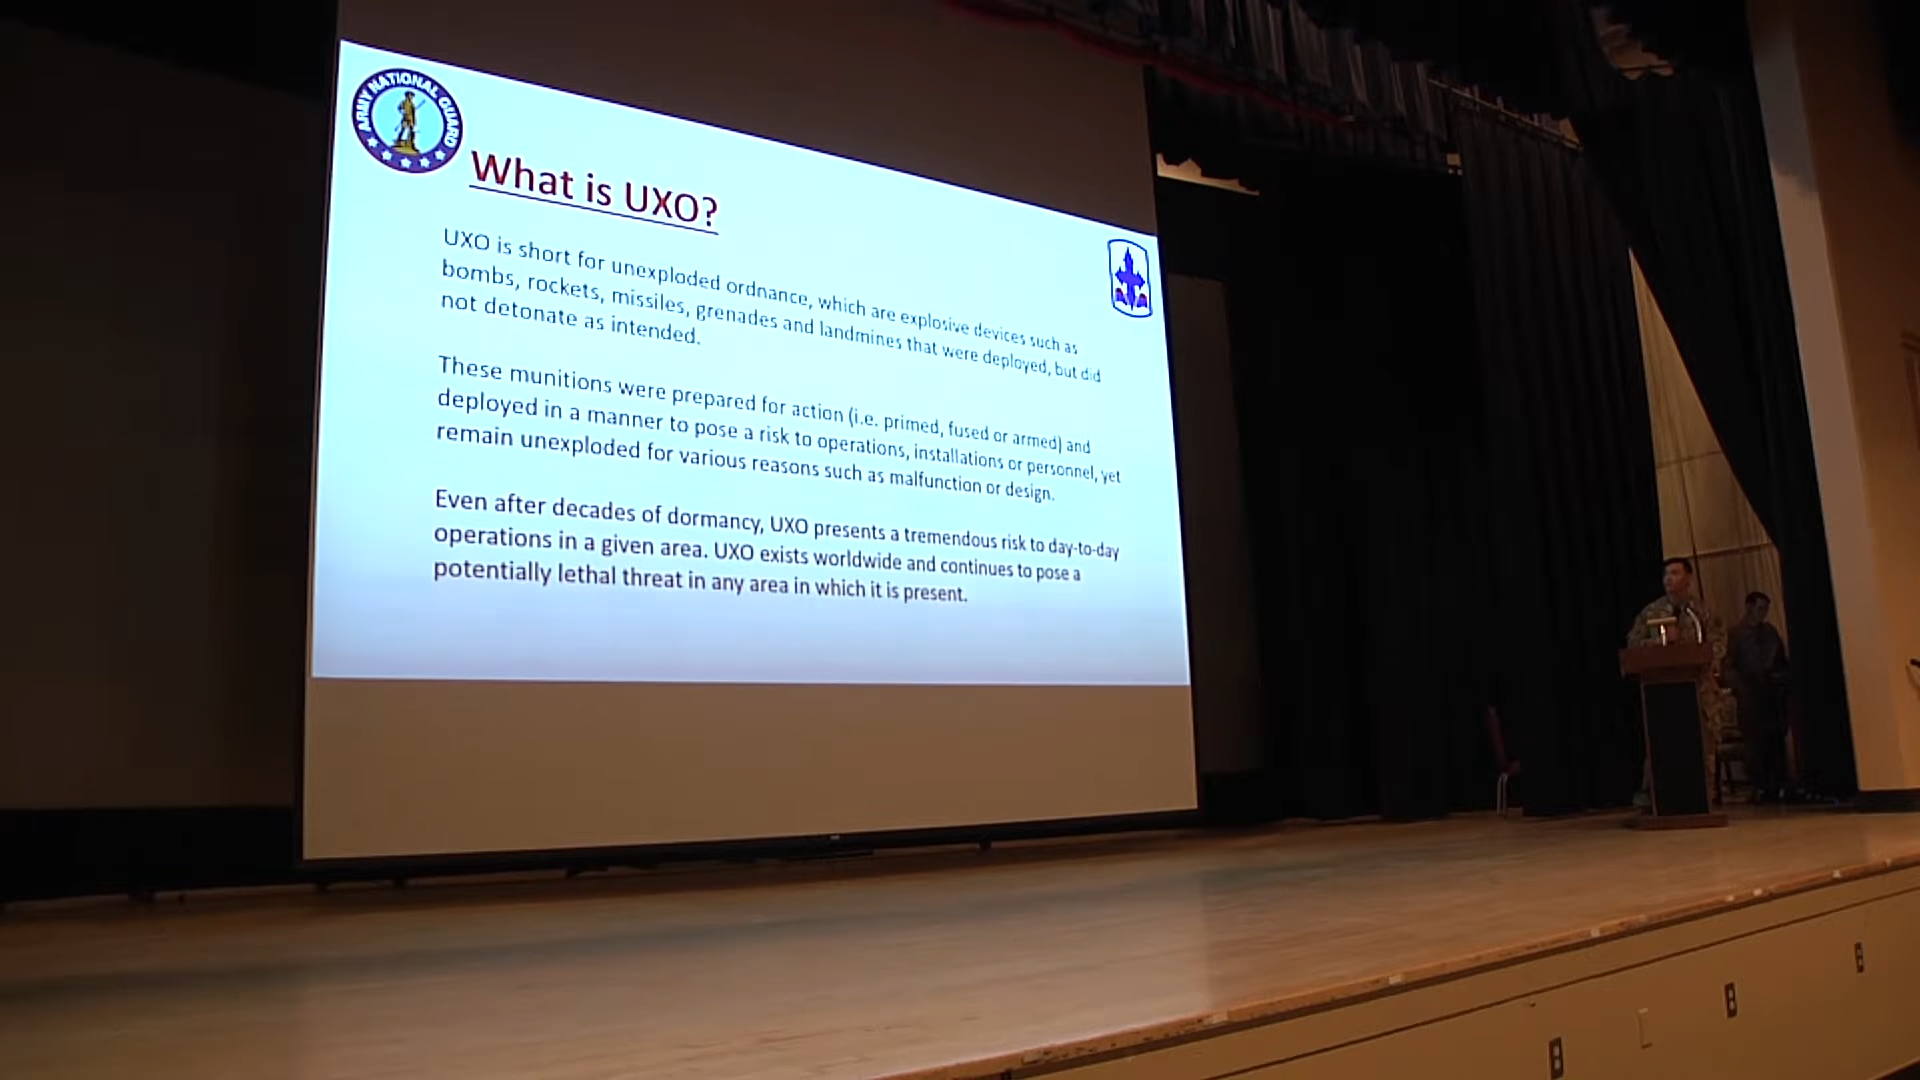 ARMY NATIONAL GUARD
What is UXO?
UXO is short for unexploded ordnance, which are explosive devices such as
bombs, rockets, missiles, grenades and landmines that were deployed, but did
not detonate as intended.
These munitions were prepared for action (i.e. primed, fused or armed) and
deployed in a manner to pose a risk to operations, installations or personnel, yet
remain unexploded for various reasons such as malfunction or design.
Even after decades of dormancy, UXO presents a tremendous risk to day-to-day
operations in a given area. UXO exists worldwide and continues to pose a
potentially lethal threat in any area in which it is present.